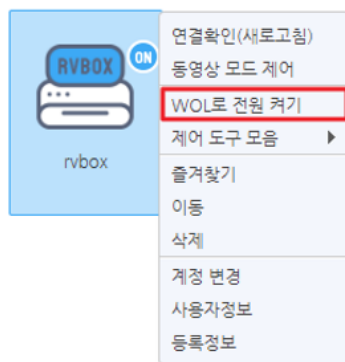 RVBOX
ON
rvbox
연결확인(새로고침)
동영상 모드 제어
WOL로 전원 켜기
제어 도구 모음
즐겨찾기
이동
삭제
계정 변경
사용자정보
등록정보